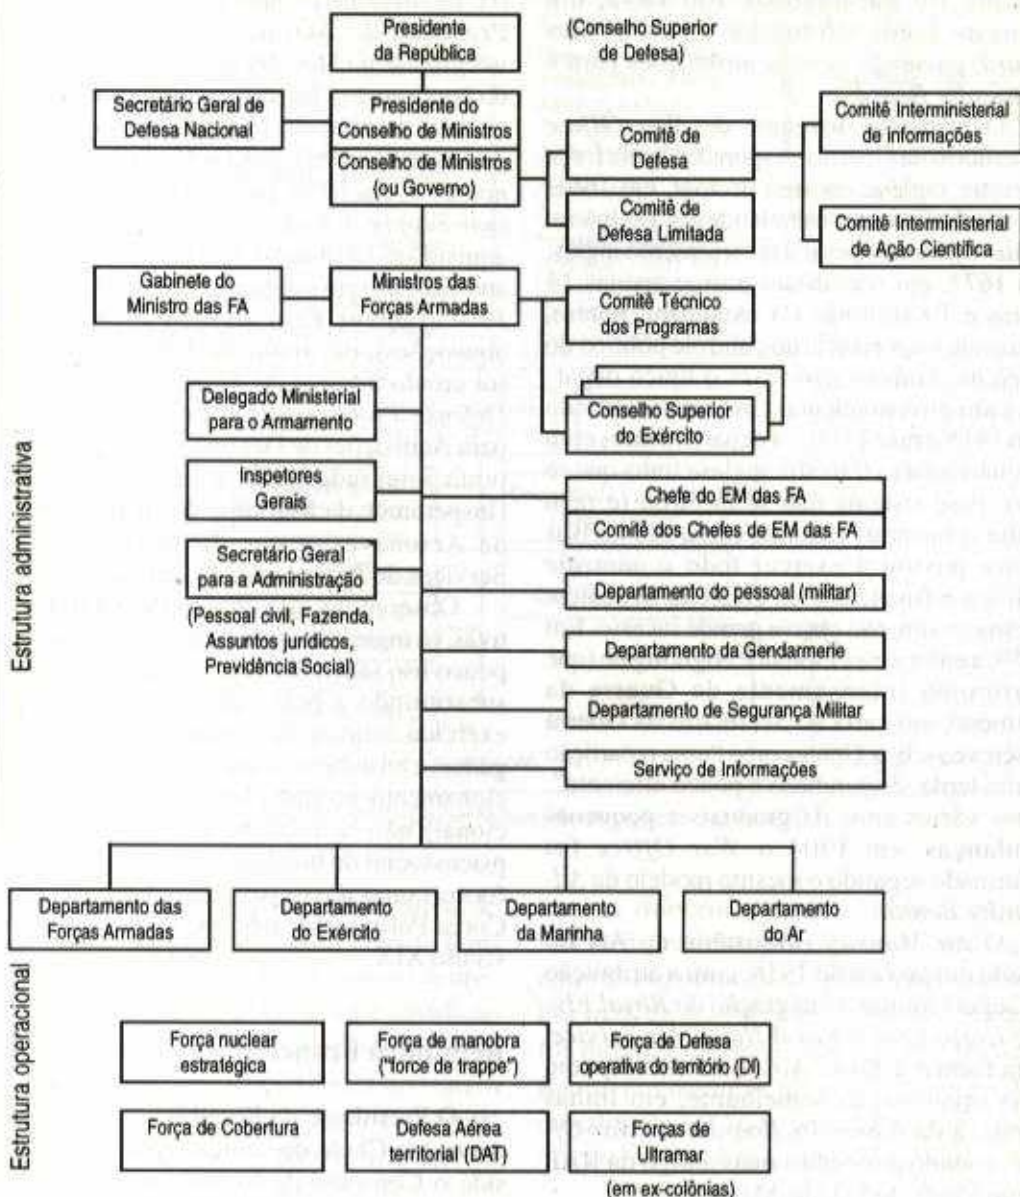 Presidente
da República
(Conselho Superior
de Defesa)
Secretário Geral de
Defesa Nacional
Presidente do
Conselho de Ministros
Conselho de Ministros
(ou Governo)
Comitê de
Defesa
Comitê de
Defesa Limitada
Comitê Interministerial
de Informações
Comitê Interministerial
de Ação Científica
Gabinete do
Ministro das FA
Ministros das
Forças Armadas
Comitê Técnico
dos Programas
Conselho Superior
do Exército
Estrutura administrativa
Delegado Ministerial
para o Armamento
Inspetores
Gerais
Secretário Geral
para a Administração
(Pessoal civil, Fazenda,
Assuntos jurídicos,
Previdência Social)
Chefe do EM das FA
Comitê dos Chefes de EM das FA
Departamento do pessoal (militar)
Departamento da Gendarmerie
Departamento de Segurança Militar
Serviço de Informações
Departamento das
Forças Armadas
Departamento
do Exército
Departamento
da Marinha
Departamento
do Ar
Estrutura operacional
Força nuclear
estratégica
Força de manobra
("force de trappe")
Força de Defesa
operativa do território (DI)
Força de Cobertura
Defesa Aérea
territorial (DAT)
Forças de
Ultramar
(em ex-colônias)